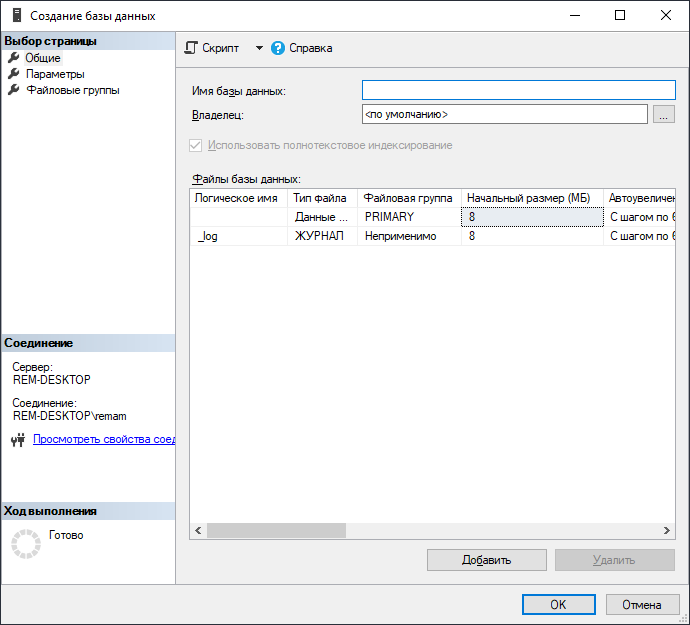 Создание базы данных
Выбор страницы
Общие
Параметры
Файловые группы
Скрипт
Справка
Имя базы данных:
Владелец:
<по умолчанию>
...
Использовать полнотекстовое индексирование
Файлы базы данных:
Логическое имя Тип файла Файловая группа Начальный размер (МБ) Автоувеличен
Данные ... PRIMARY 8 С шагом по 6
_log ЖУРНАЛ Неприменимо 8 С шагом по 6
Соединение
Сервер:
REM-DESKTOP
Соединение:
REM-DESKTOP\remam
Просмотреть свойства соед
Ход выполнения
Готово
Добавить
Удалить
OK
Отмена